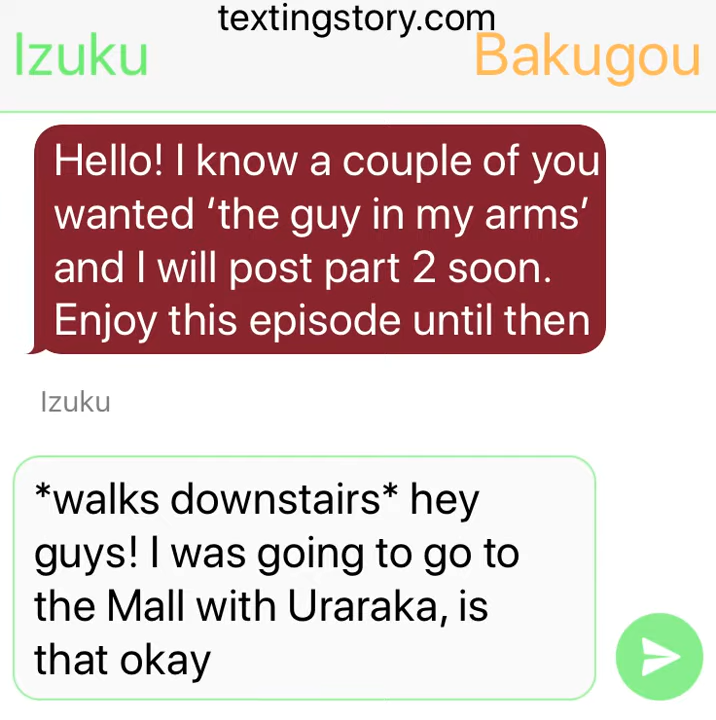 textingstory.com
Izuku
Bakugou
Hello! I know a couple of you
wanted ‘the guy in my arms’
and I will post part 2 soon.
Enjoy this episode until then
Izuku
*walks downstairs* hey
guys! I was going to go to
the Mall with Uraraka, is
that okay